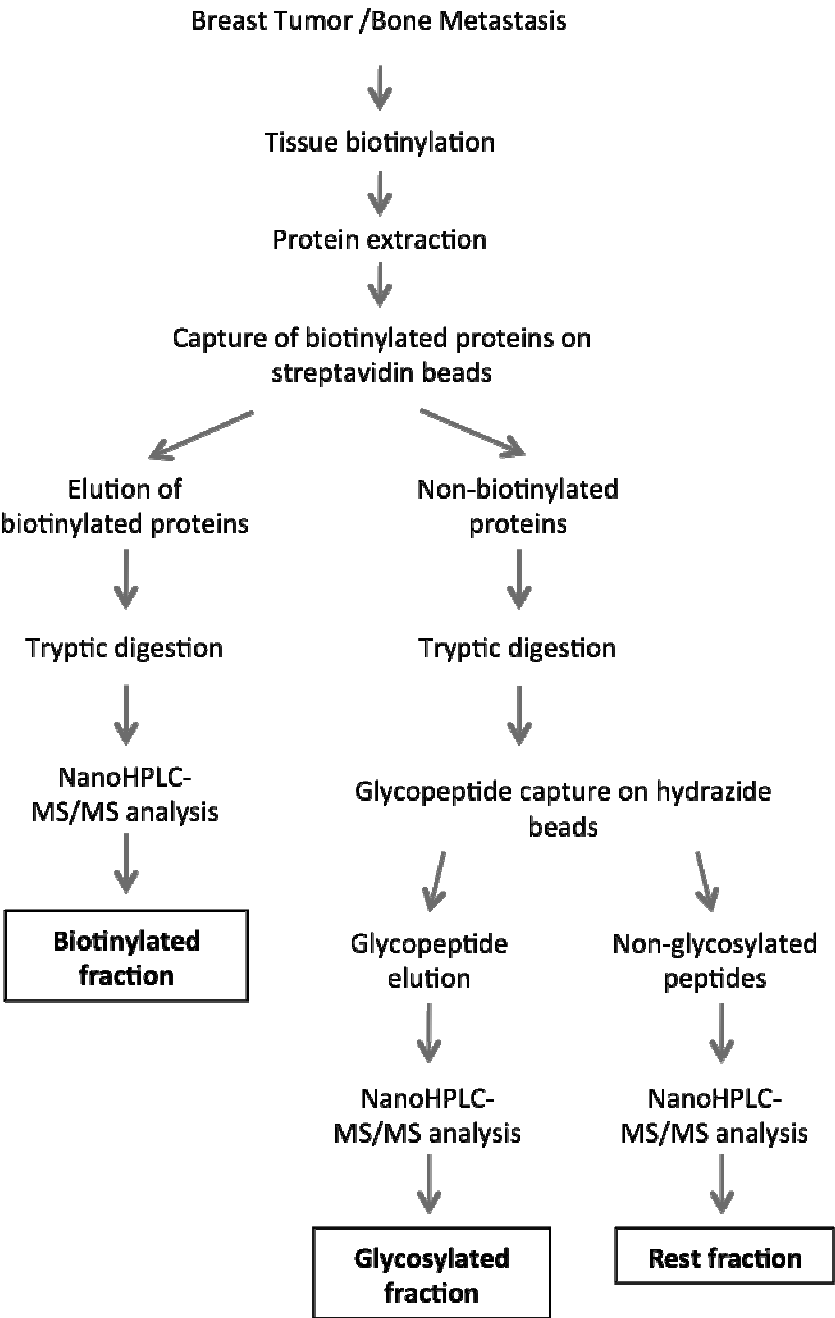 Breast Tumor /Bone Metastasis
Tissue biotinylation
Protein extraction
Capture of biotinylated proteins on
streptavidin beads
Elution of
biotinylated proteins
Non-biotinylated
proteins
Tryptic digestion
Tryptic digestion
NanoHPLC-
MS/MS analysis
Glycopeptide capture on hydrazide
beads
Biotinylated
fraction
Glycopeptide
elution
Non-glycosylated
peptides
NanoHPLC-
MS/MS analysis
NanoHPLC-
MS/MS analysis
Glycosylated
fraction
Rest fraction